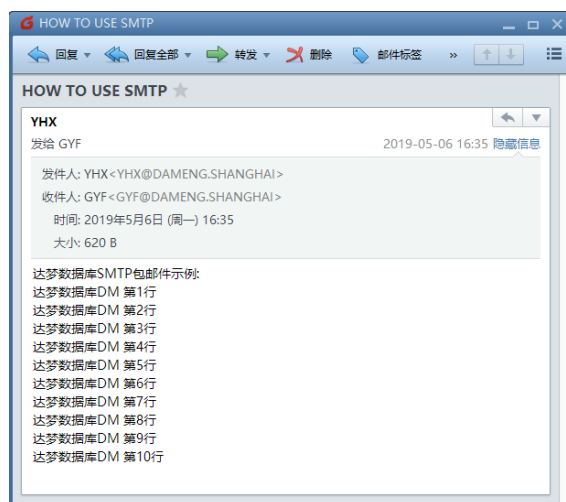 HOW TO USE SMTP
回复 回复全部 转发 删除 邮件标签 »
HOW TO USE SMTP
YHX
发给 GYF 2019-05-06 16:35 隐藏信息
发件人: YHX<YHX@DAMENG.SHANGHAI>
收件人: GYF<GYF@DAMENG.SHANGHAI>
时间: 2019年5月6日 (周一) 16:35
大小: 620 B
达梦数据库SMTP包邮件示例:
达梦数据库DM 第1行
达梦数据库DM 第2行
达梦数据库DM 第3行
达梦数据库DM 第4行
达梦数据库DM 第5行
达梦数据库DM 第6行
达梦数据库DM 第7行
达梦数据库DM 第8行
达梦数据库DM 第9行
达梦数据库DM 第10行